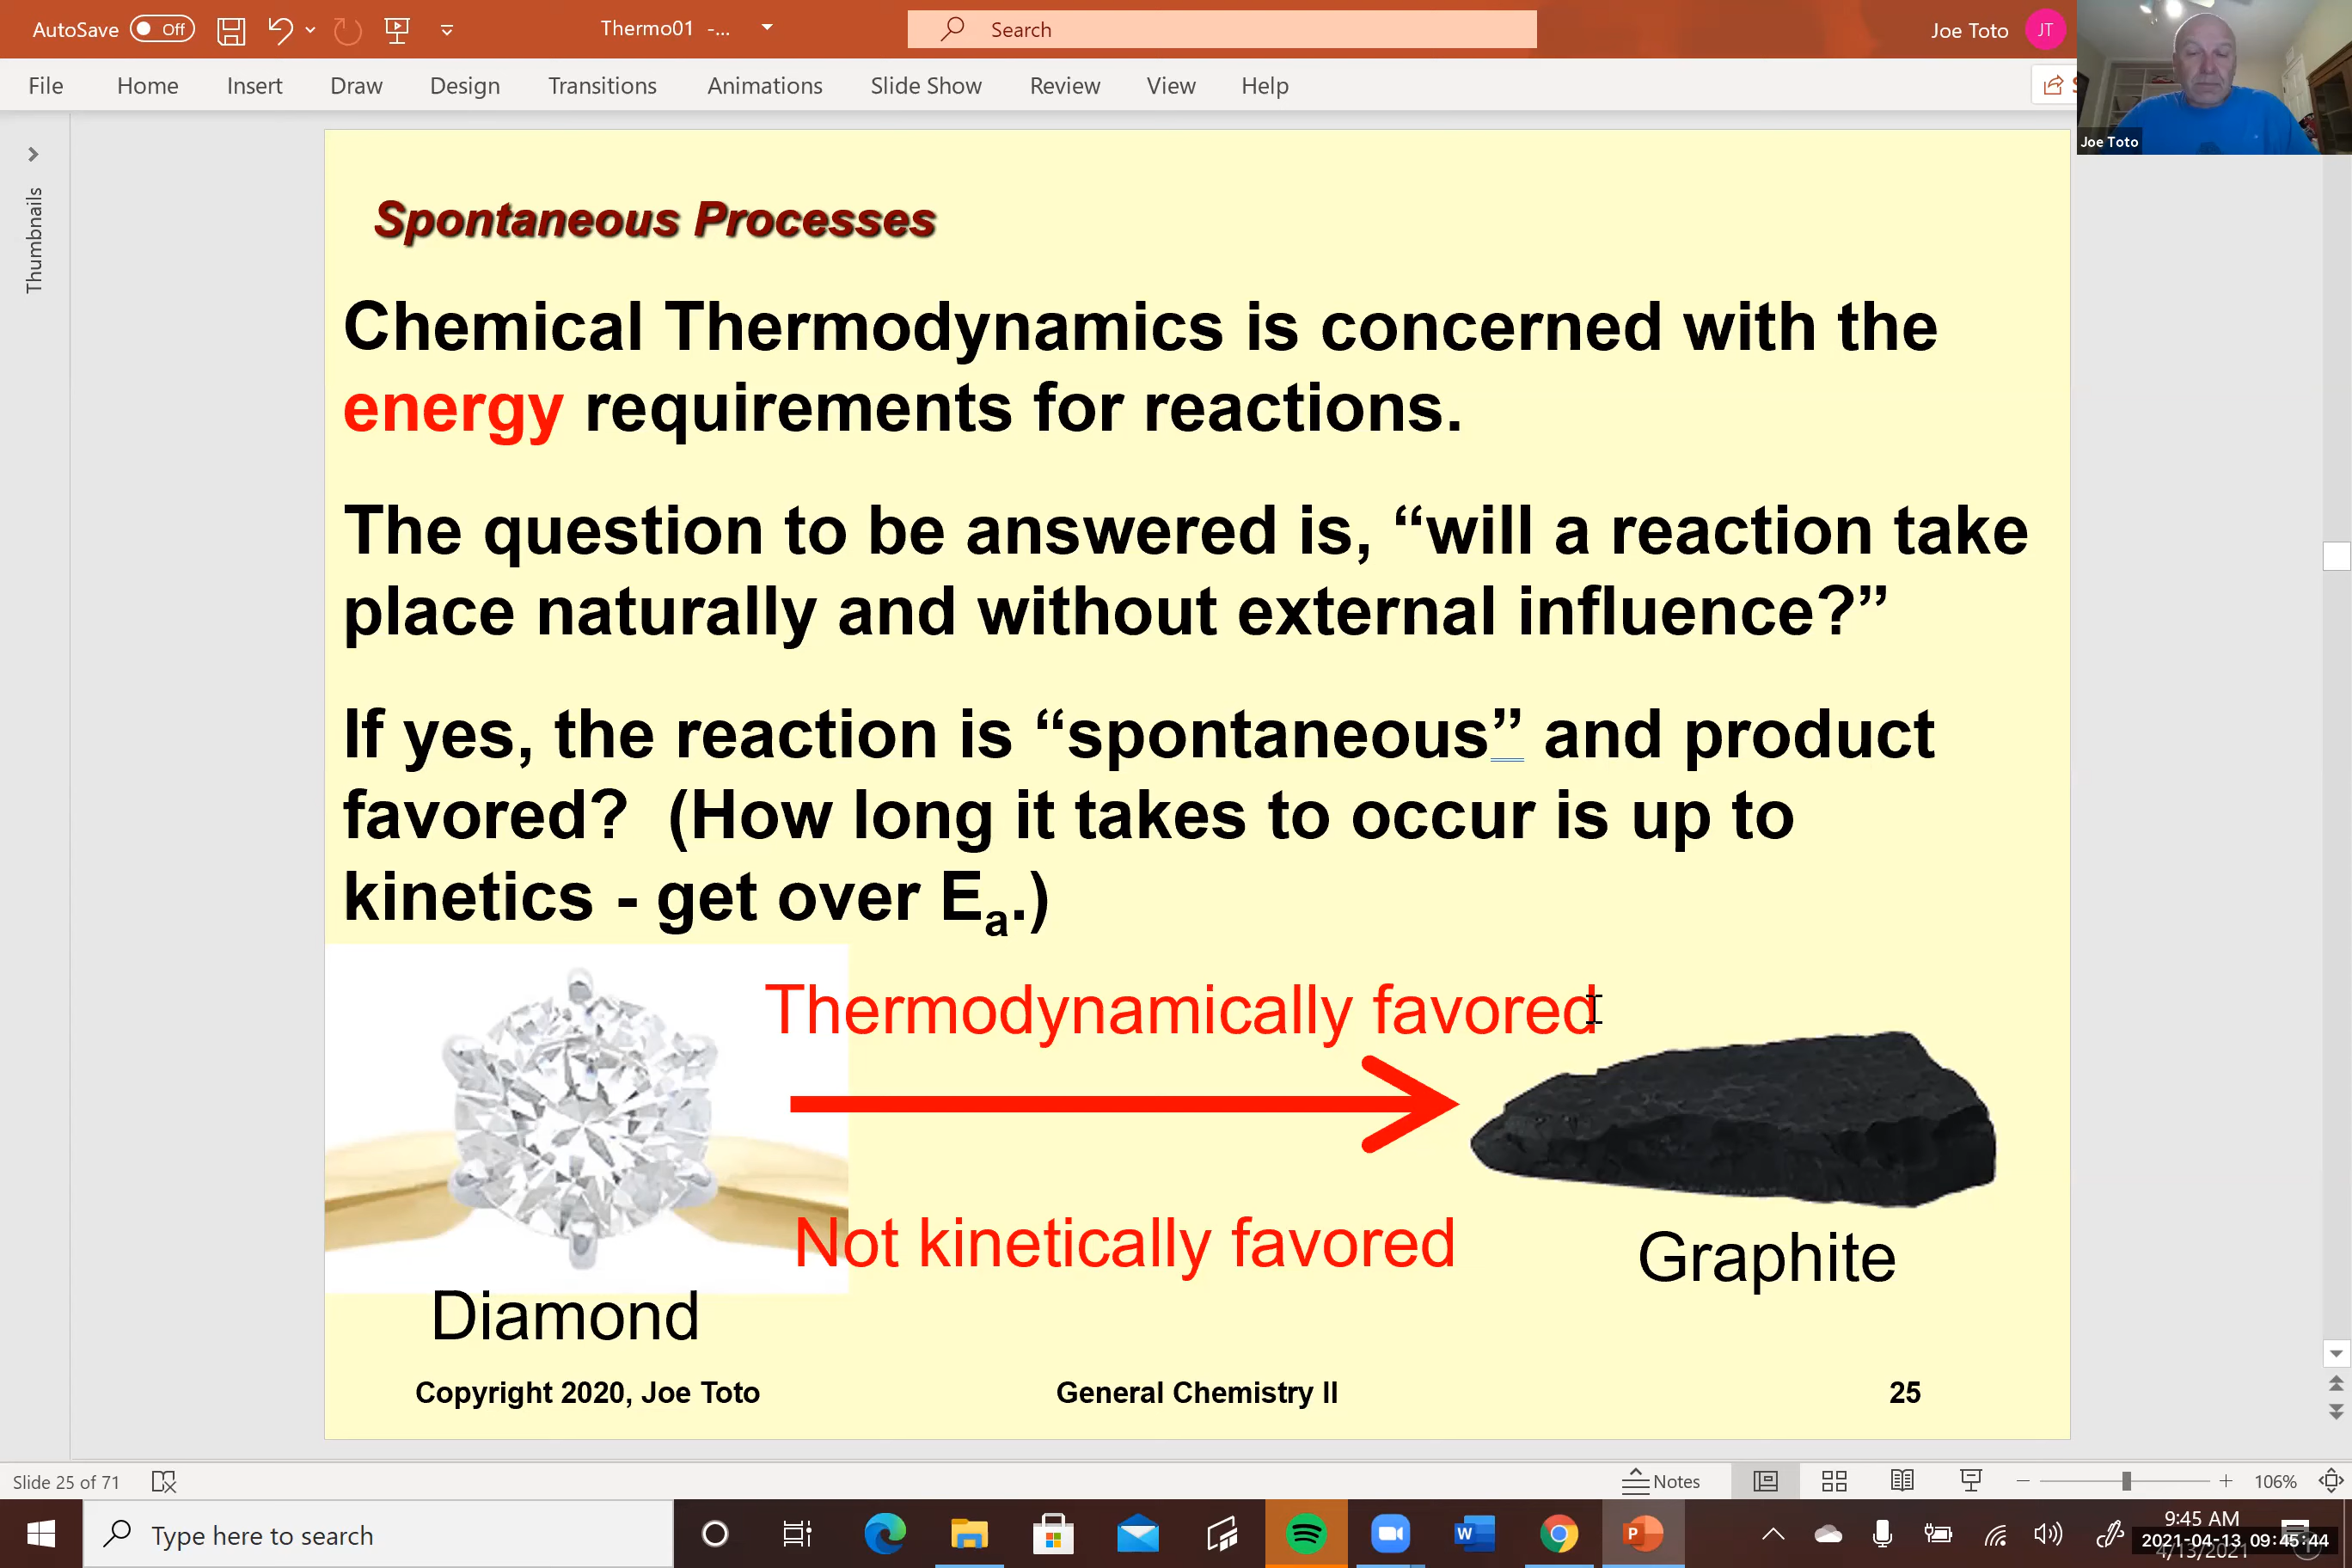 AutoSave Off Thermo01 -... Search Joe Toto JT
File Home Insert Draw Design Transitions Animations Slide Show Review View Help
Joe Toto
Thumbnails
Spontaneous Processes
Chemical Thermodynamics is concerned with the
energy requirements for reactions.
The question to be answered is, “will a reaction take
place naturally and without external influence?”
If yes, the reaction is “spontaneous” and product
favored? (How long it takes to occur is up to
kinetics - get over Ea.)
Thermodynamically favored
Not kinetically favored
Graphite
Diamond
Copyright 2020, Joe Toto General Chemistry II 25
Slide 25 of 71 Notes 106%
Type here to search W P 9:45 AM
2021-04-13 09:45:44
4/13/2021